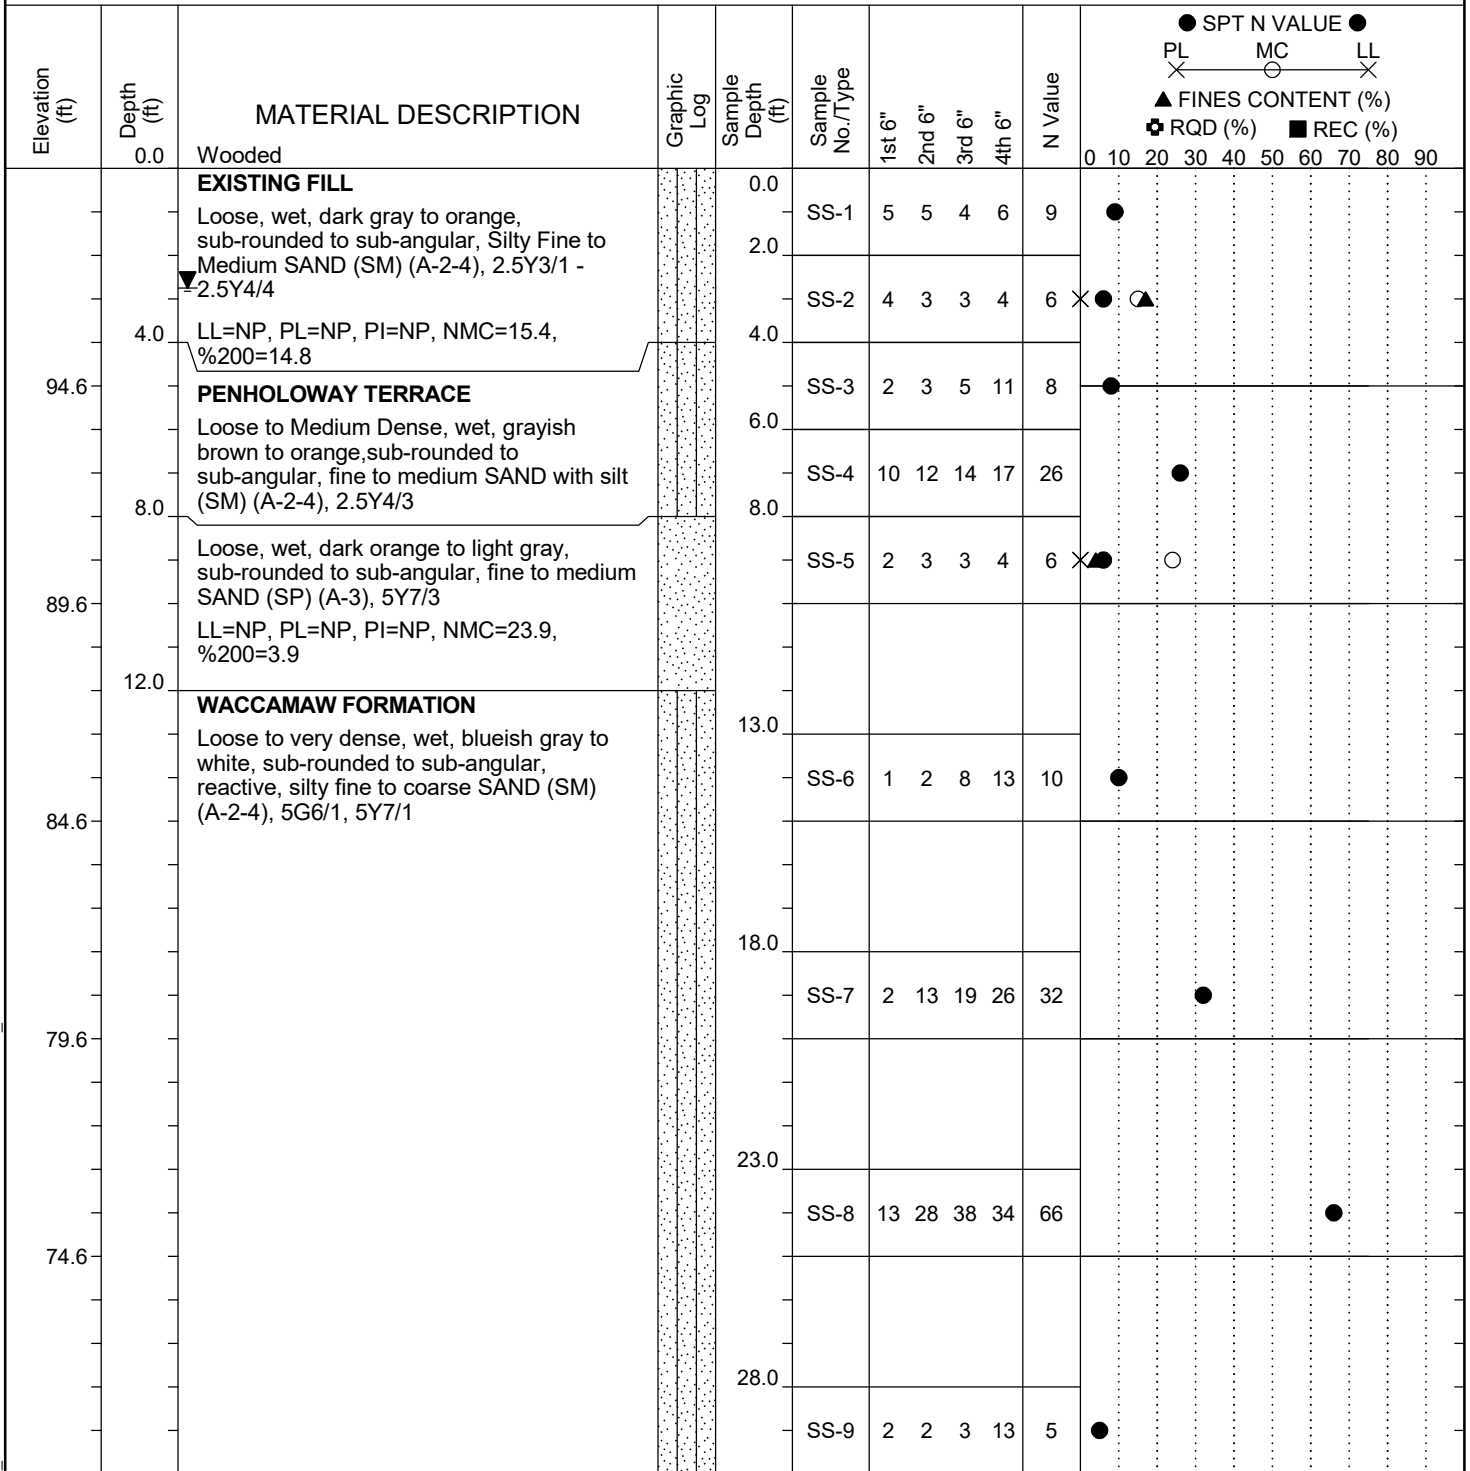 ● SPT N VALUE ●
PL MC LL
▲ FINES CONTENT (%)
RQD (%) ■ REC (%)
Elevation (ft)
Depth (ft)
MATERIAL DESCRIPTION
Graphic Log
Sample Depth (ft)
Sample No./Type
1st 6"
2nd 6"
3rd 6"
4th 6"
N Value
0.0 Wooded
0 10 20 30 40 50 60 70 80 90
EXISTING FILL
Loose, wet, dark gray to orange,
sub-rounded to sub-angular, Silty Fine to
Medium SAND (SM) (A-2-4), 2.5Y3/1 -
2.5Y4/4
LL=NP, PL=NP, PI=NP, NMC=15.4,
%200=14.8
4.0
94.6
PENHOLOWAY TERRACE
Loose to Medium Dense, wet, grayish
brown to orange,sub-rounded to
sub-angular, fine to medium SAND with silt
(SM) (A-2-4), 2.5Y4/3
8.0
Loose, wet, dark orange to light gray,
sub-rounded to sub-angular, fine to medium
SAND (SP) (A-3), 5Y7/3
89.6
LL=NP, PL=NP, PI=NP, NMC=23.9,
%200=3.9
12.0
WACCAMAW FORMATION
Loose to very dense, wet, blueish gray to
white, sub-rounded to sub-angular,
reactive, silty fine to coarse SAND (SM)
(A-2-4), 5G6/1, 5Y7/1
84.6
79.6
74.6
0.0
SS-1 5 5 4 6 9
2.0
SS-2 4 3 3 4 6
4.0
SS-3 2 3 5 11 8
6.0
SS-4 10 12 14 17 26
8.0
SS-5 2 3 3 4 6
13.0
SS-6 1 2 8 13 10
18.0
SS-7 2 13 19 26 32
23.0
SS-8 13 28 38 34 66
28.0
SS-9 2 2 3 13 5